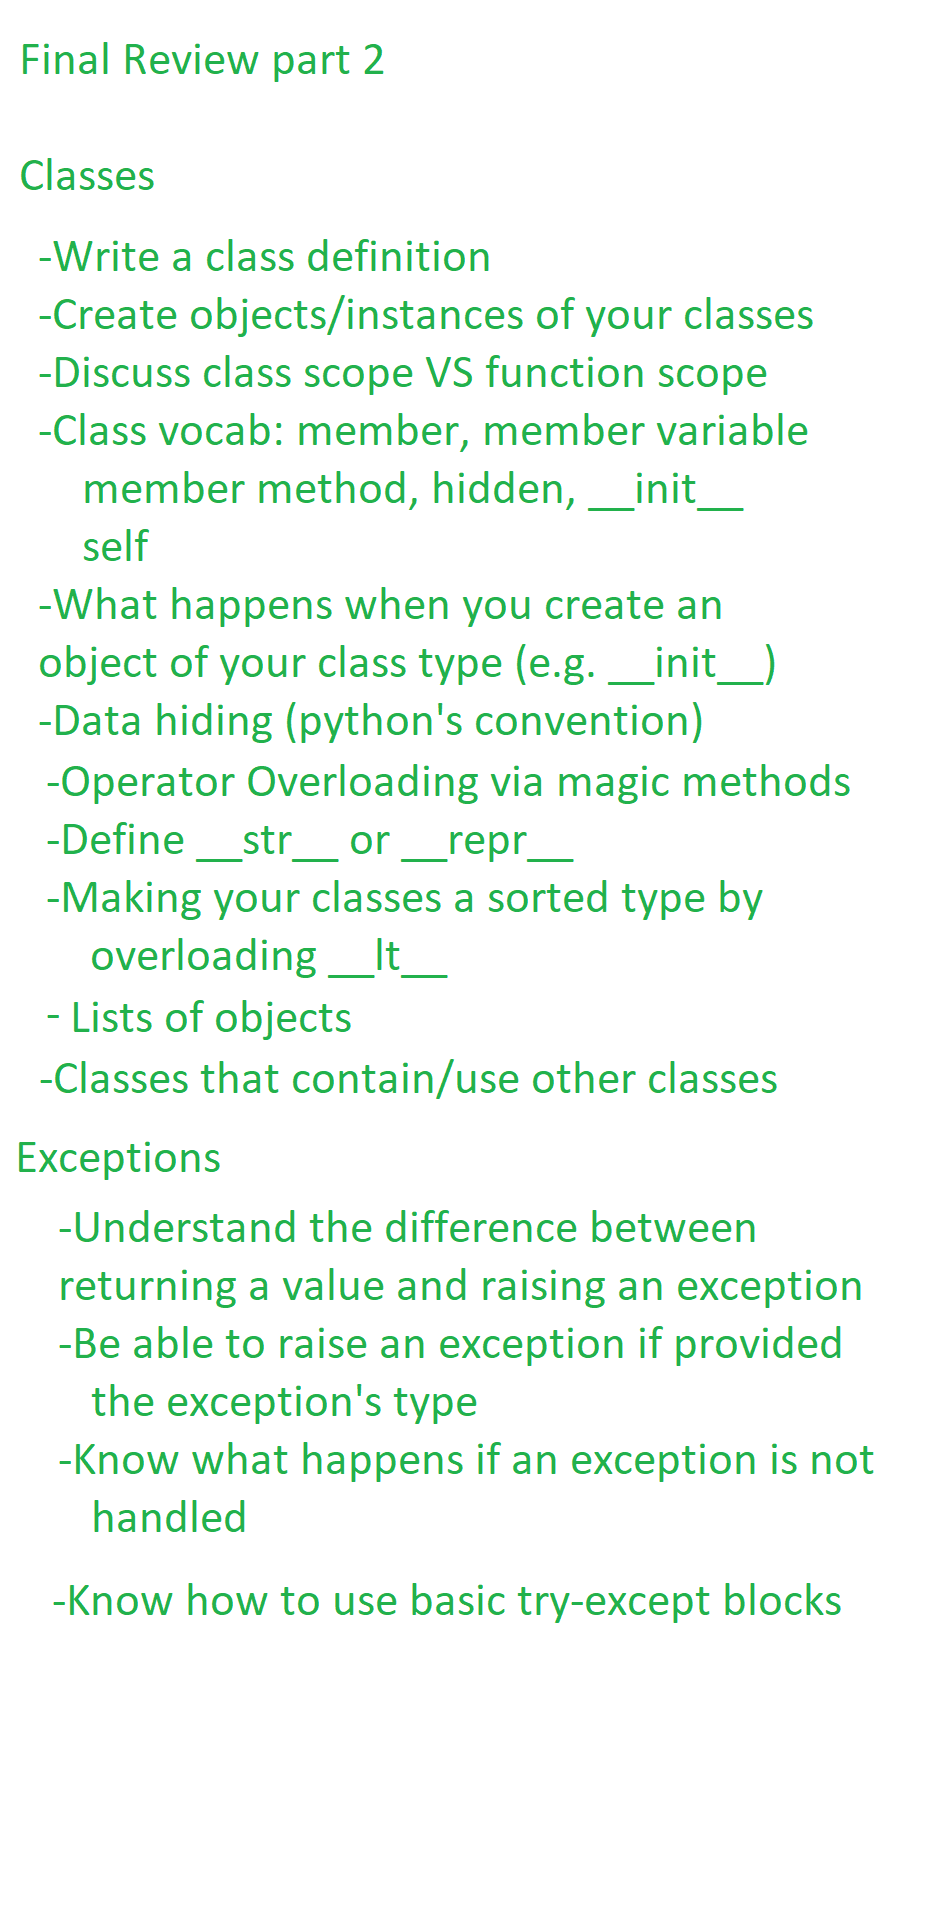 Final Review part 2
Classes
-Write a class definition
-Create objects/instances of your classes
-Discuss class scope VS function scope
-Class vocab: member, member variable
member method, hidden, __init__
self
-What happens when you create an
object of your class type (e.g. __init__)
-Data hiding (python's convention)
-Operator Overloading via magic methods
-Define __str__ or __repr__
-Making your classes a sorted type by
overloading __lt__
- Lists of objects
-Classes that contain/use other classes
Exceptions
-Understand the difference between
returning a value and raising an exception
-Be able to raise an exception if provided
the exception's type
-Know what happens if an exception is not
handled
-Know how to use basic try-except blocks